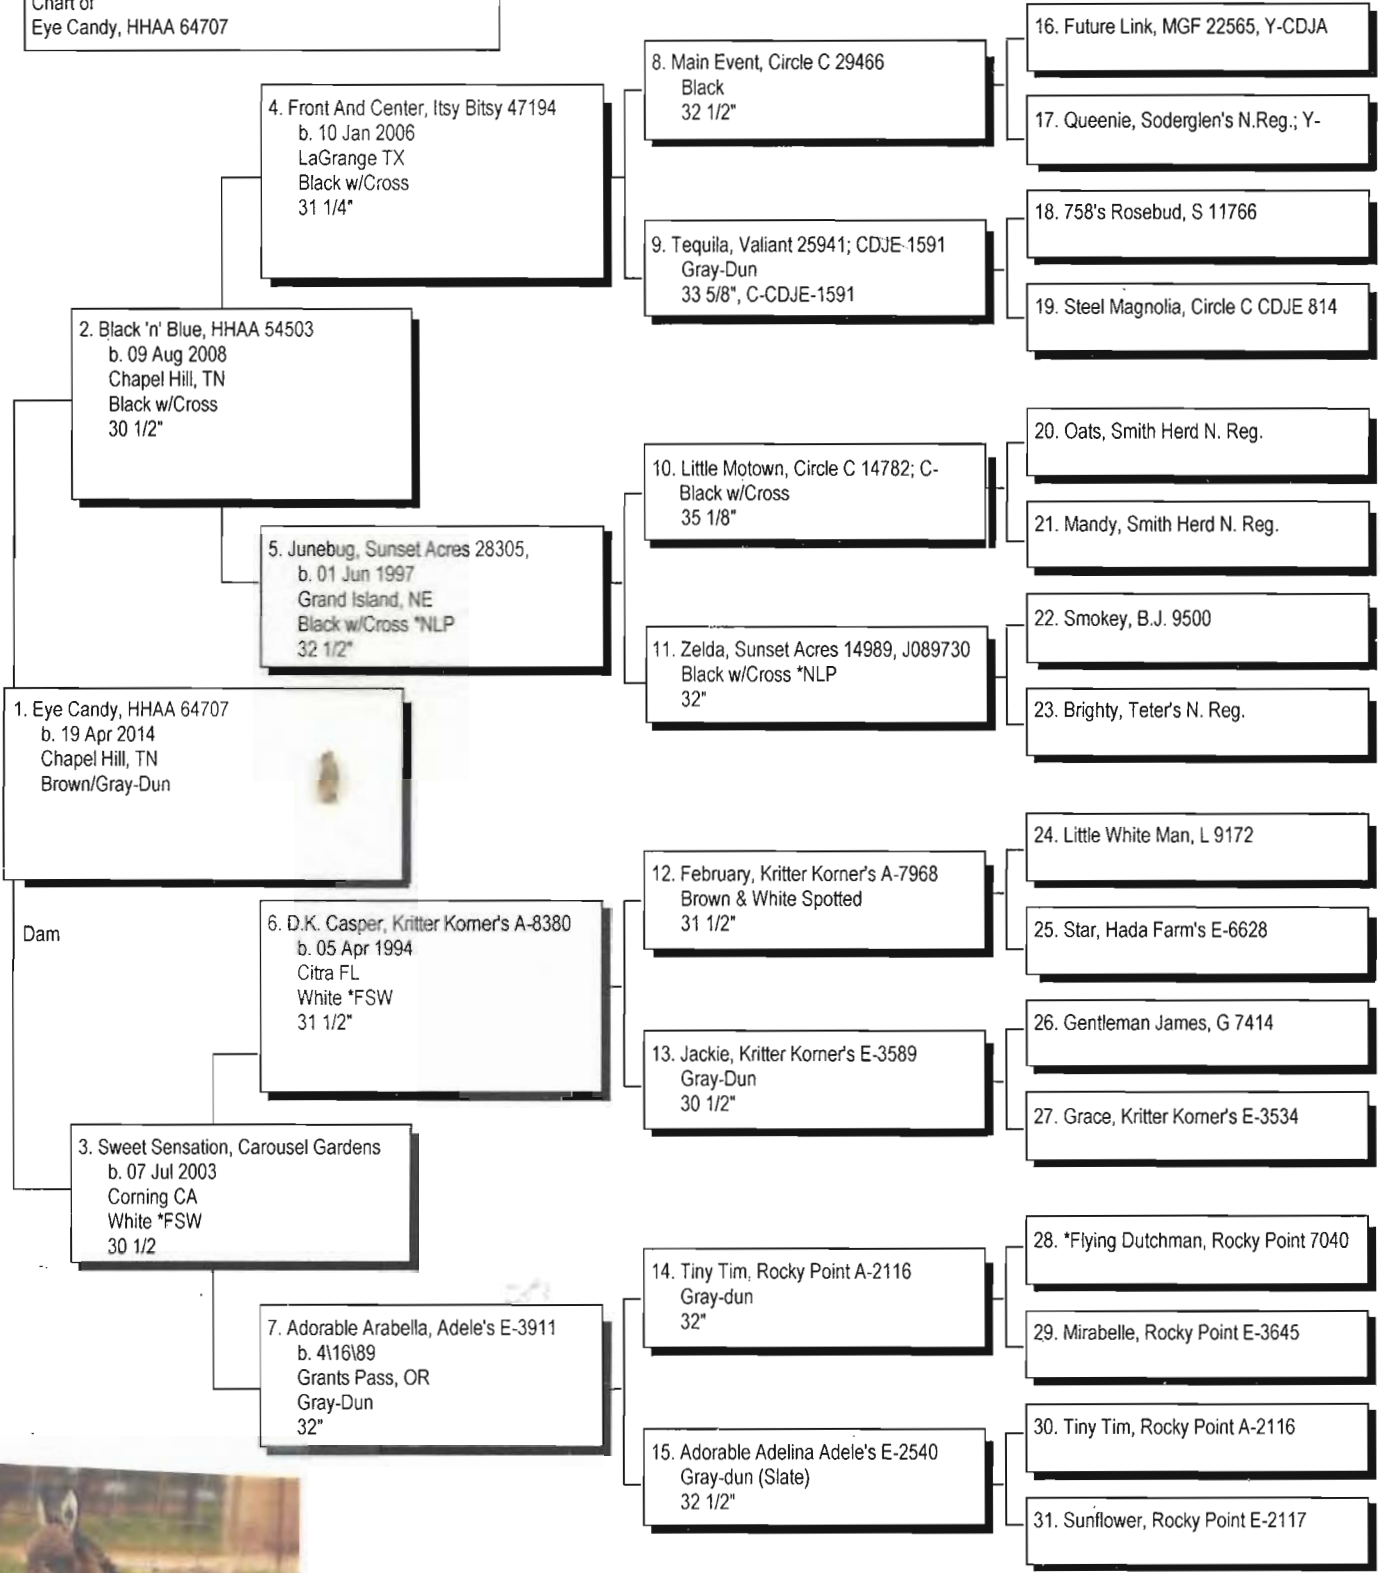 Chart of
Eye Candy, HHAA 64707
16. Future Link, MGF 22565, Y-CDJA
8. Main Event, Circle C 29466
Black
32 1/2"
17. Queenie, Soderglen's N.Reg.; Y-
4. Front And Center, Itsy Bitsy 47194
b. 10 Jan 2006
LaGrange TX
Black w/Cross
31 1/4"
18. 758's Rosebud, S 11766
9. Tequila, Valiant 25941; CDJE-1591
Gray-Dun
33 5/8", C-CDJE-1591
19. Steel Magnolia, Circle C CDJE 814
2. Black 'n' Blue, HHAA 54503
b. 09 Aug 2008
Chapel Hill, TN
Black w/Cross
30 1/2"
20. Oats, Smith Herd N. Reg.
10. Little Motown, Circle C 14782; C-
Black w/Cross
35 1/8"
21. Mandy, Smith Herd N. Reg.
5. Junebug, Sunset Acres 28305,
b. 01 Jun 1997
Grand Island, NE
Black w/Cross *NLP
32 1/2"
22. Smokey, B.J. 9500
11. Zelda, Sunset Acres 14989, J089730
Black w/Cross *NLP
32"
23. Brighty, Teter's N. Reg.
1. Eye Candy, HHAA 64707
b. 19 Apr 2014
Chapel Hill, TN
Brown/Gray-Dun
24. Little White Man, L 9172
12. February, Kritter Korner's A-7968
Brown & White Spotted
31 1/2"
25. Star, Hada Farm's E-6628
Dam
6. D.K. Casper, Kritter Korner's A-8380
b. 05 Apr 1994
Citra FL
White *FSW
31 1/2"
26. Gentleman James, G 7414
13. Jackie, Kritter Korner's E-3589
Gray-Dun
30 1/2"
27. Grace, Kritter Korner's E-3534
3. Sweet Sensation, Carousel Gardens
b. 07 Jul 2003
Corning CA
White *FSW
30 1/2
28. *Flying Dutchman, Rocky Point 7040
14. Tiny Tim, Rocky Point A-2116
Gray-dun
32"
29. Mirabelle, Rocky Point E-3645
7. Adorable Arabella, Adele's E-3911
b. 4\16\89
Grants Pass, OR
Gray-Dun
32"
30. Tiny Tim, Rocky Point A-2116
15. Adorable Adelina Adele's E-2540
Gray-dun (Slate)
32 1/2"
31. Sunflower, Rocky Point E-2117